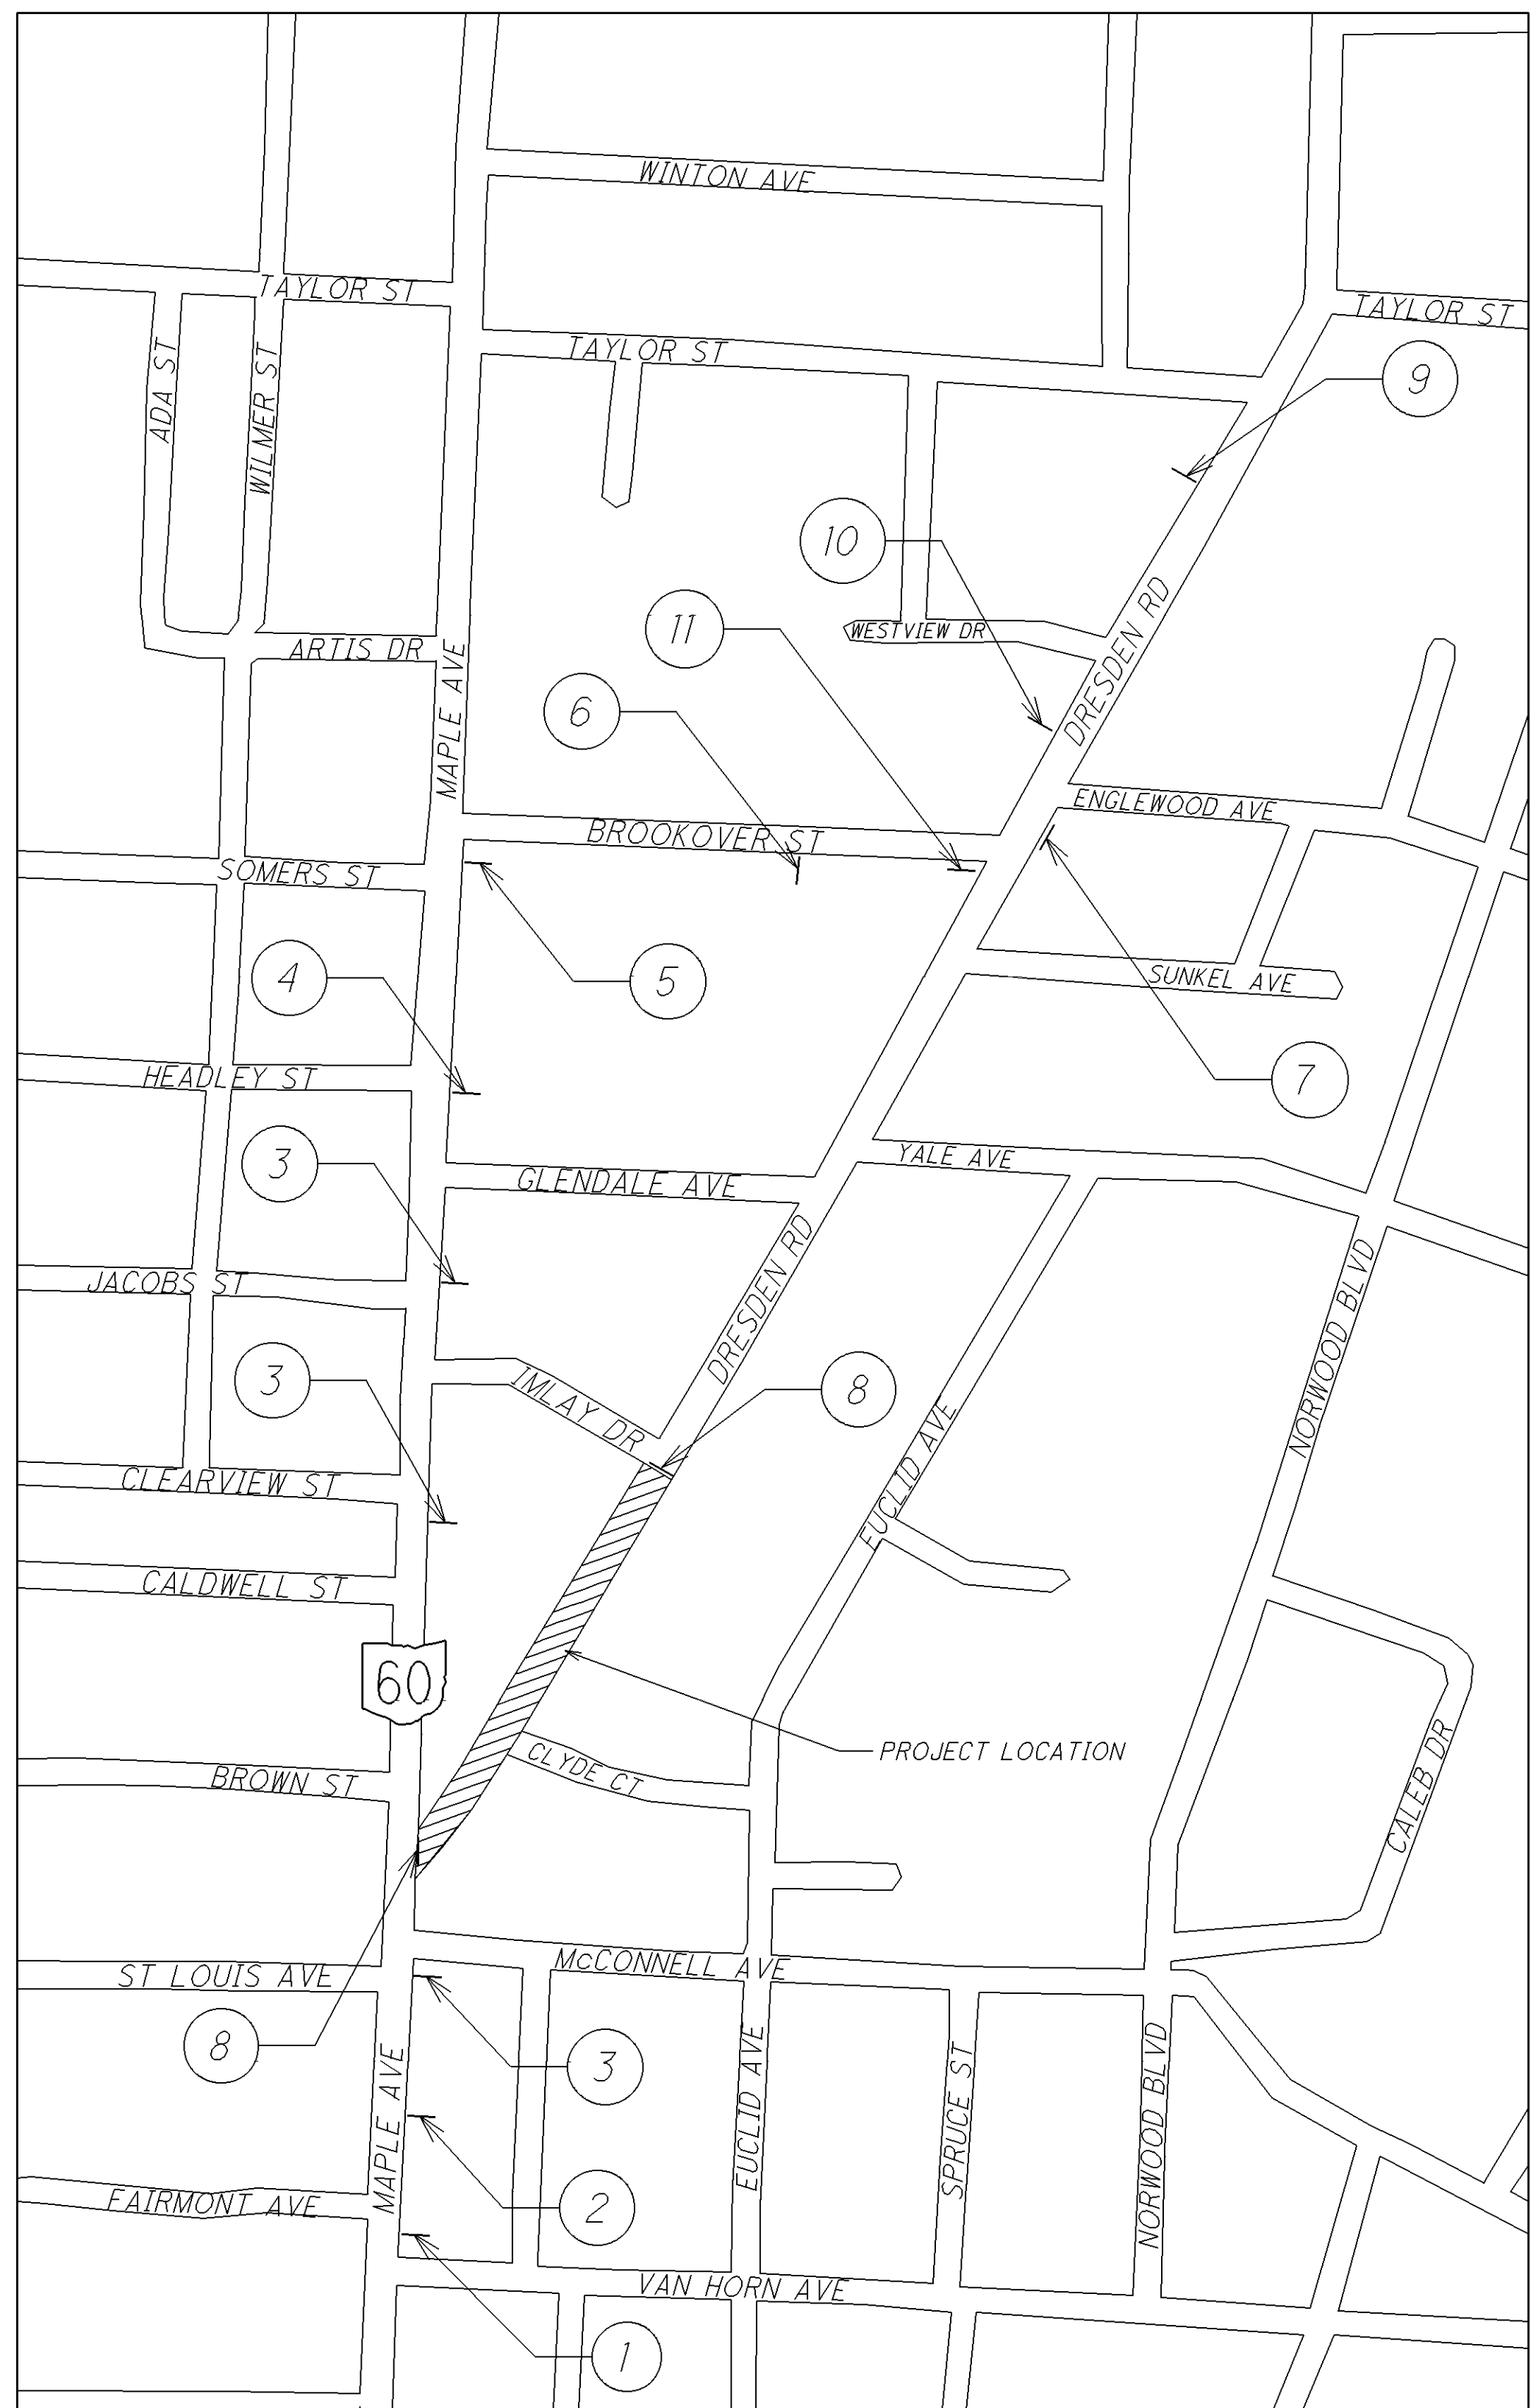 WINTON AVE
TAYLOR ST
TAYLOR ST
TAYLOR ST
ADA ST
WILMER ST
9
10
11
WESTVIEW DR
DRESDEN RD
ARTIS DR
MAPLE AVE
6
ENGLEWOOD AVE
BROOKOVER ST
SOMERS ST
4
5
SUNKEL AVE
7
HEADLEY ST
3
YALE AVE
GLENDALE AVE
JACOBS ST
DRESDEN RD
NORWOOD BLVD
3
IMLAY DR
8
EUCLID AVE
CLEARVIEW ST
CALDWELL ST
60
PROJECT LOCATION
CLYDE CT
BROWN ST
CALEB DR
McCONNELL AVE
ST LOUIS AVE
8
3
MAPLE AVE
EUCLID AVE
SPRUCE ST
NORWOOD BLVD
FAIRMONT AVE
2
VAN HORN AVE
1